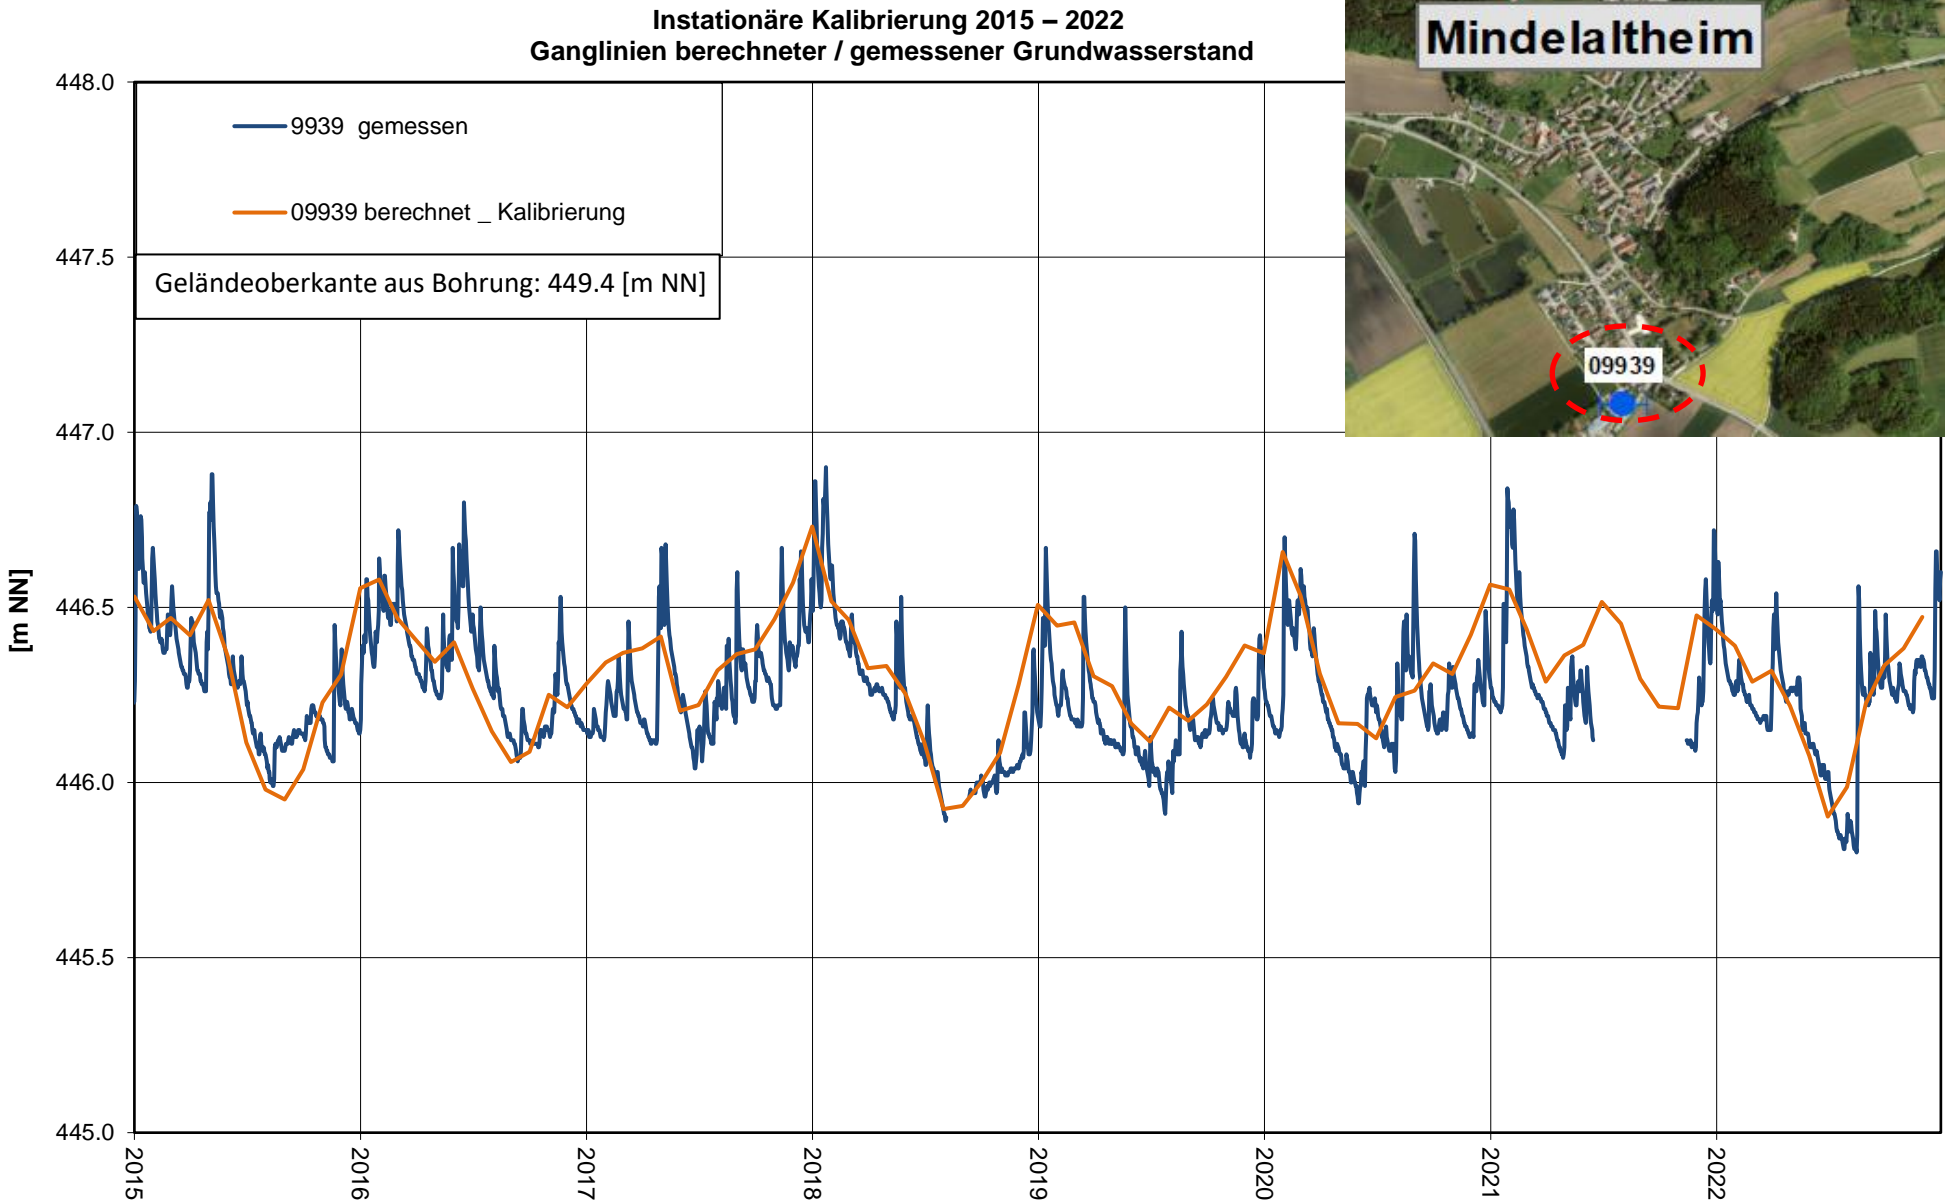 Instationäre Kalibrierung 2015 – 2022
Ganglinien berechneter / gemessener Grundwasserstand
Mindelaltheim
448.0
9939 gemessen
09939 berechnet _ Kalibrierung
447.5
Geländeoberkante aus Bohrung: 449.4 [m NN]
09939
447.0
[m NN]
446.5
446.0
445.5
445.0
2015
2016
2017
2018
2019
2020
2021
2022